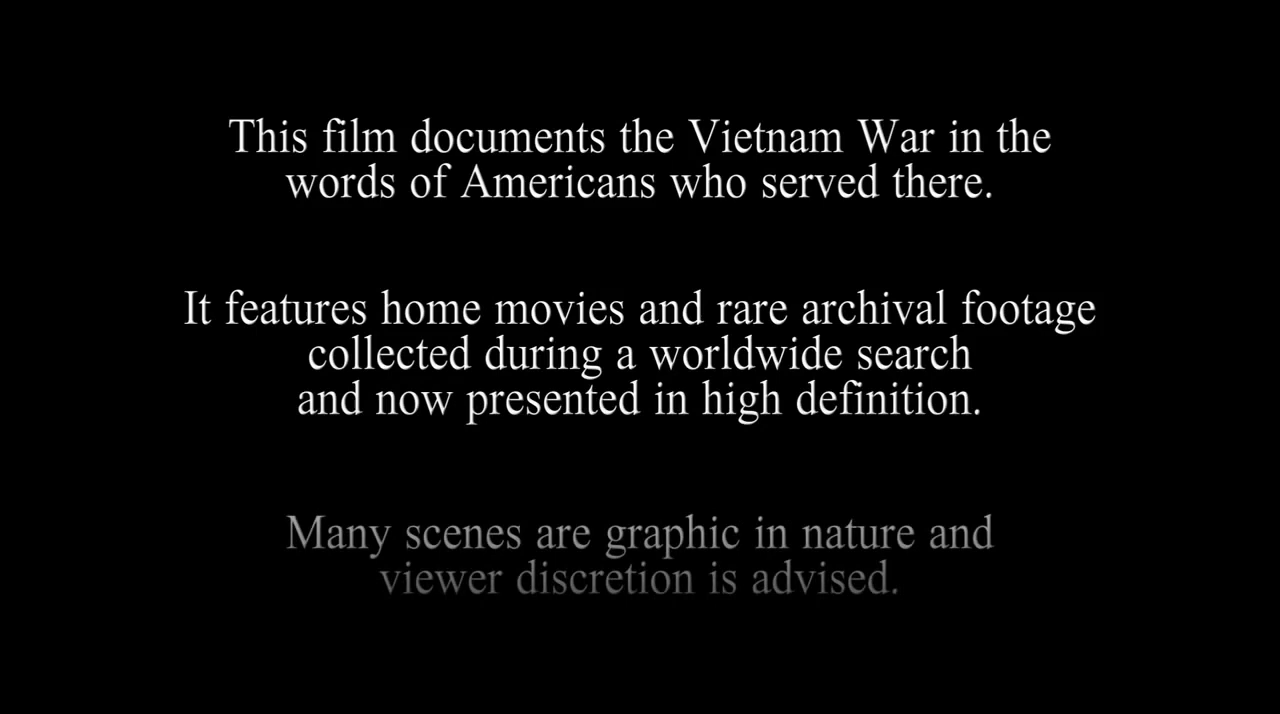 This film documents the Vietnam War in the
words of Americans who served there.
It features home movies and rare archival footage
collected during a worldwide search
and now presented in high definition.
Many scenes are graphic in nature and
viewer discretion is advised.